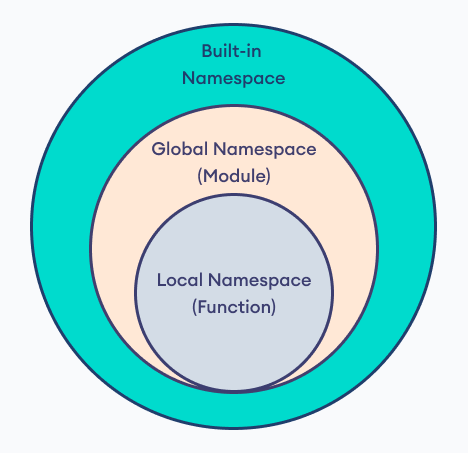 Built-in
Namespace
Global Namespace
(Module)
Local Namespace
(Function)